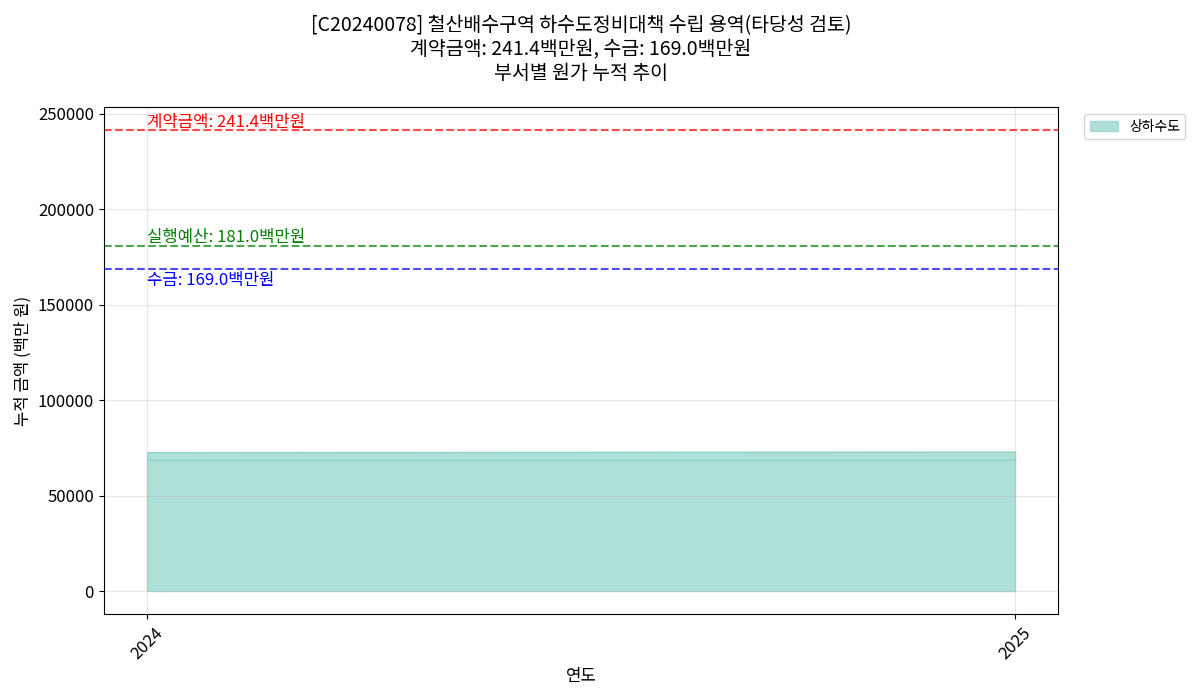 [C20240078] 철산배수구역 하수도정비대책 수립 용역(타당성 검토)
계약금액: 241.4백만원, 수금: 169.0백만원
부서별 원가 누적 추이
250000
계약금액: 241.4백만원
상하수도
200000
실행예산: 181.0백만원
수금: 169.0백만원
150000
누적 금액 (백만 원)
100000
50000
0
2024
2025
연도